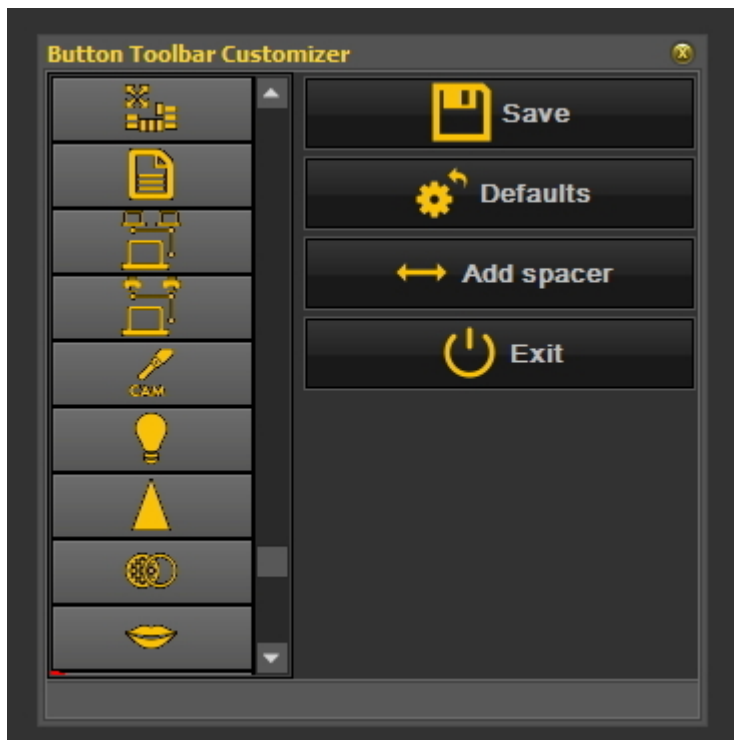 Button Toolbar Customizer
Save
Defaults
Add spacer
CAM
Exit